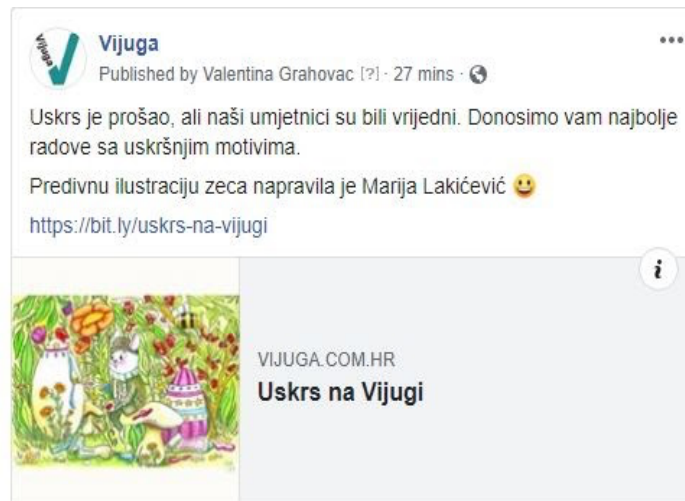 Vijuga
Vijuga
Published by Valentina Grahovac [?] · 27 mins ·
Uskrs je prošao, ali naši umjetnici su bili vrijedni. Donosimo vam najbolje
radove sa uskršnjim motivima.
Predivnu ilustraciju zeca napravila je Marija Lakićević 😀
https://bit.ly/uskrs-na-vijugi
i
VIJUGA.COM.HR
Uskrs na Vijugi